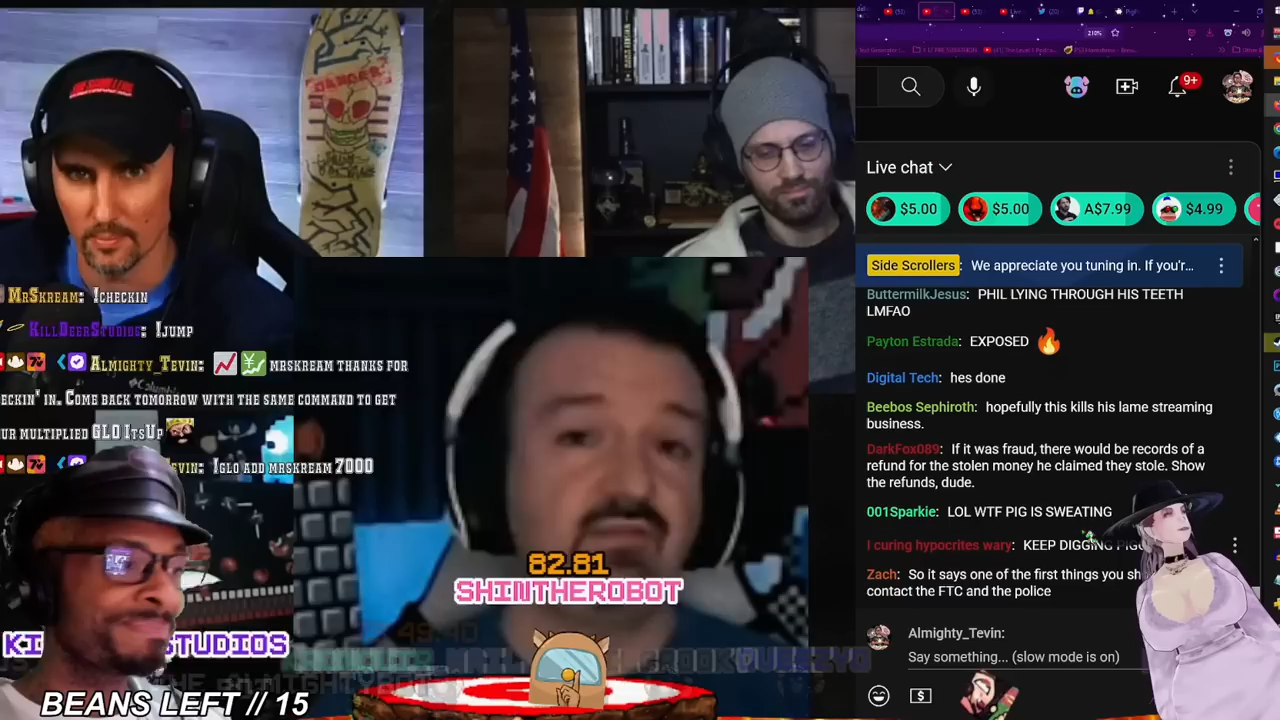 DANGER
MrSkream: !checkin
KillDeerStudios: !jump
Almighty_Tevin: MrSkream thanks for
eckin' in. Come back tomorrow with the same command to get
ur multiplied GLO ItsUp
evin: !glo add mrskream 7000
82.81
SHINTHEROBOT
BEANS LEFT // 15
210%
9+
Live chat
$5.00
$5.00
A$7.99
$4.99
Side Scrollers: We appreciate you tuning in. If you'r...
ButtermilkJesus: PHIL LYING THROUGH HIS TEETH
LMFAO
Payton Estrada: EXPOSED
Digital Tech: hes done
Beebos Sephiroth: hopefully this kills his lame streaming
business.
DarkFox089: If it was fraud, there would be records of a
refund for the stolen money he claimed they stole. Show
the refunds, dude.
001Sparkie: LOL WTF PIG IS SWEATING
I curing hypocrites wary: KEEP DIGGING
Zach: So it says one of the first things you sh
contact the FTC and the police
Almighty_Tevin:
Say something... (slow mode is on)